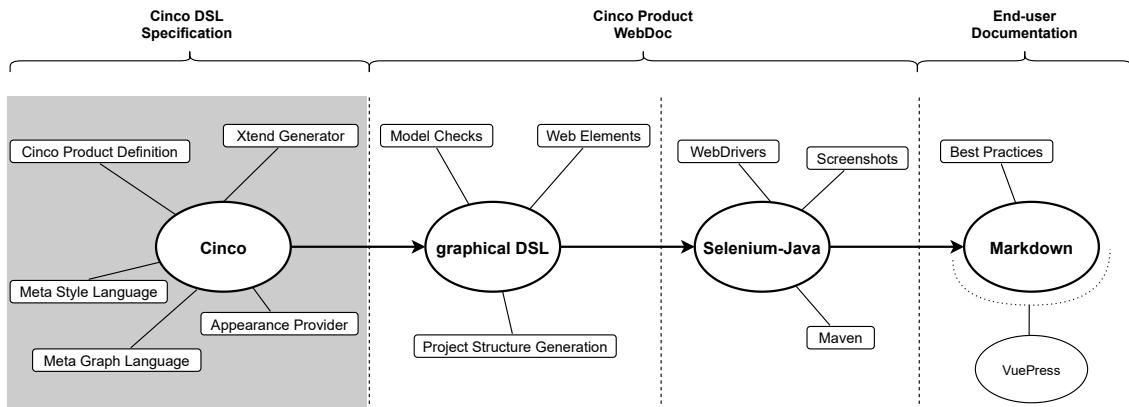 Cinco DSL
Specification
Cinco Product
WebDoc
End-user
Documentation
Xtend Generator
Cinco Product Definition
Cinco
Meta Style Language
Appearance Provider
Meta Graph Language
Model Checks
Web Elements
graphical DSL
Project Structure Generation
WebDrivers
Screenshots
Selenium-Java
Maven
Best Practices
Markdown
VuePress